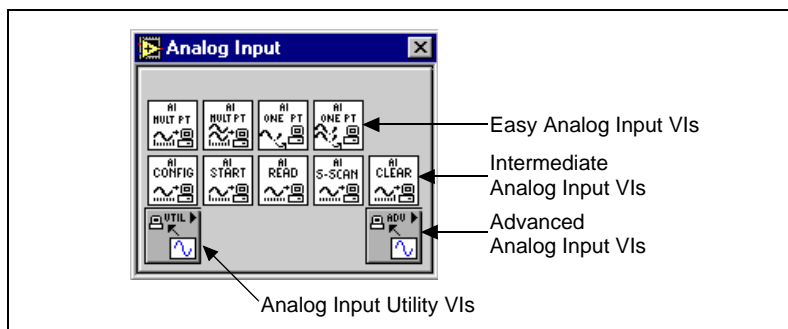 Analog Input
AI MULT PT AI MULT PT AI ONE PT AI ONE PT
Easy Analog Input VIs
AI CONFIG AI START AI READ AI S-SCAN AI CLEAR
Intermediate
Analog Input VIs
UTIL ADV
Advanced
Analog Input VIs
Analog Input Utility VIs